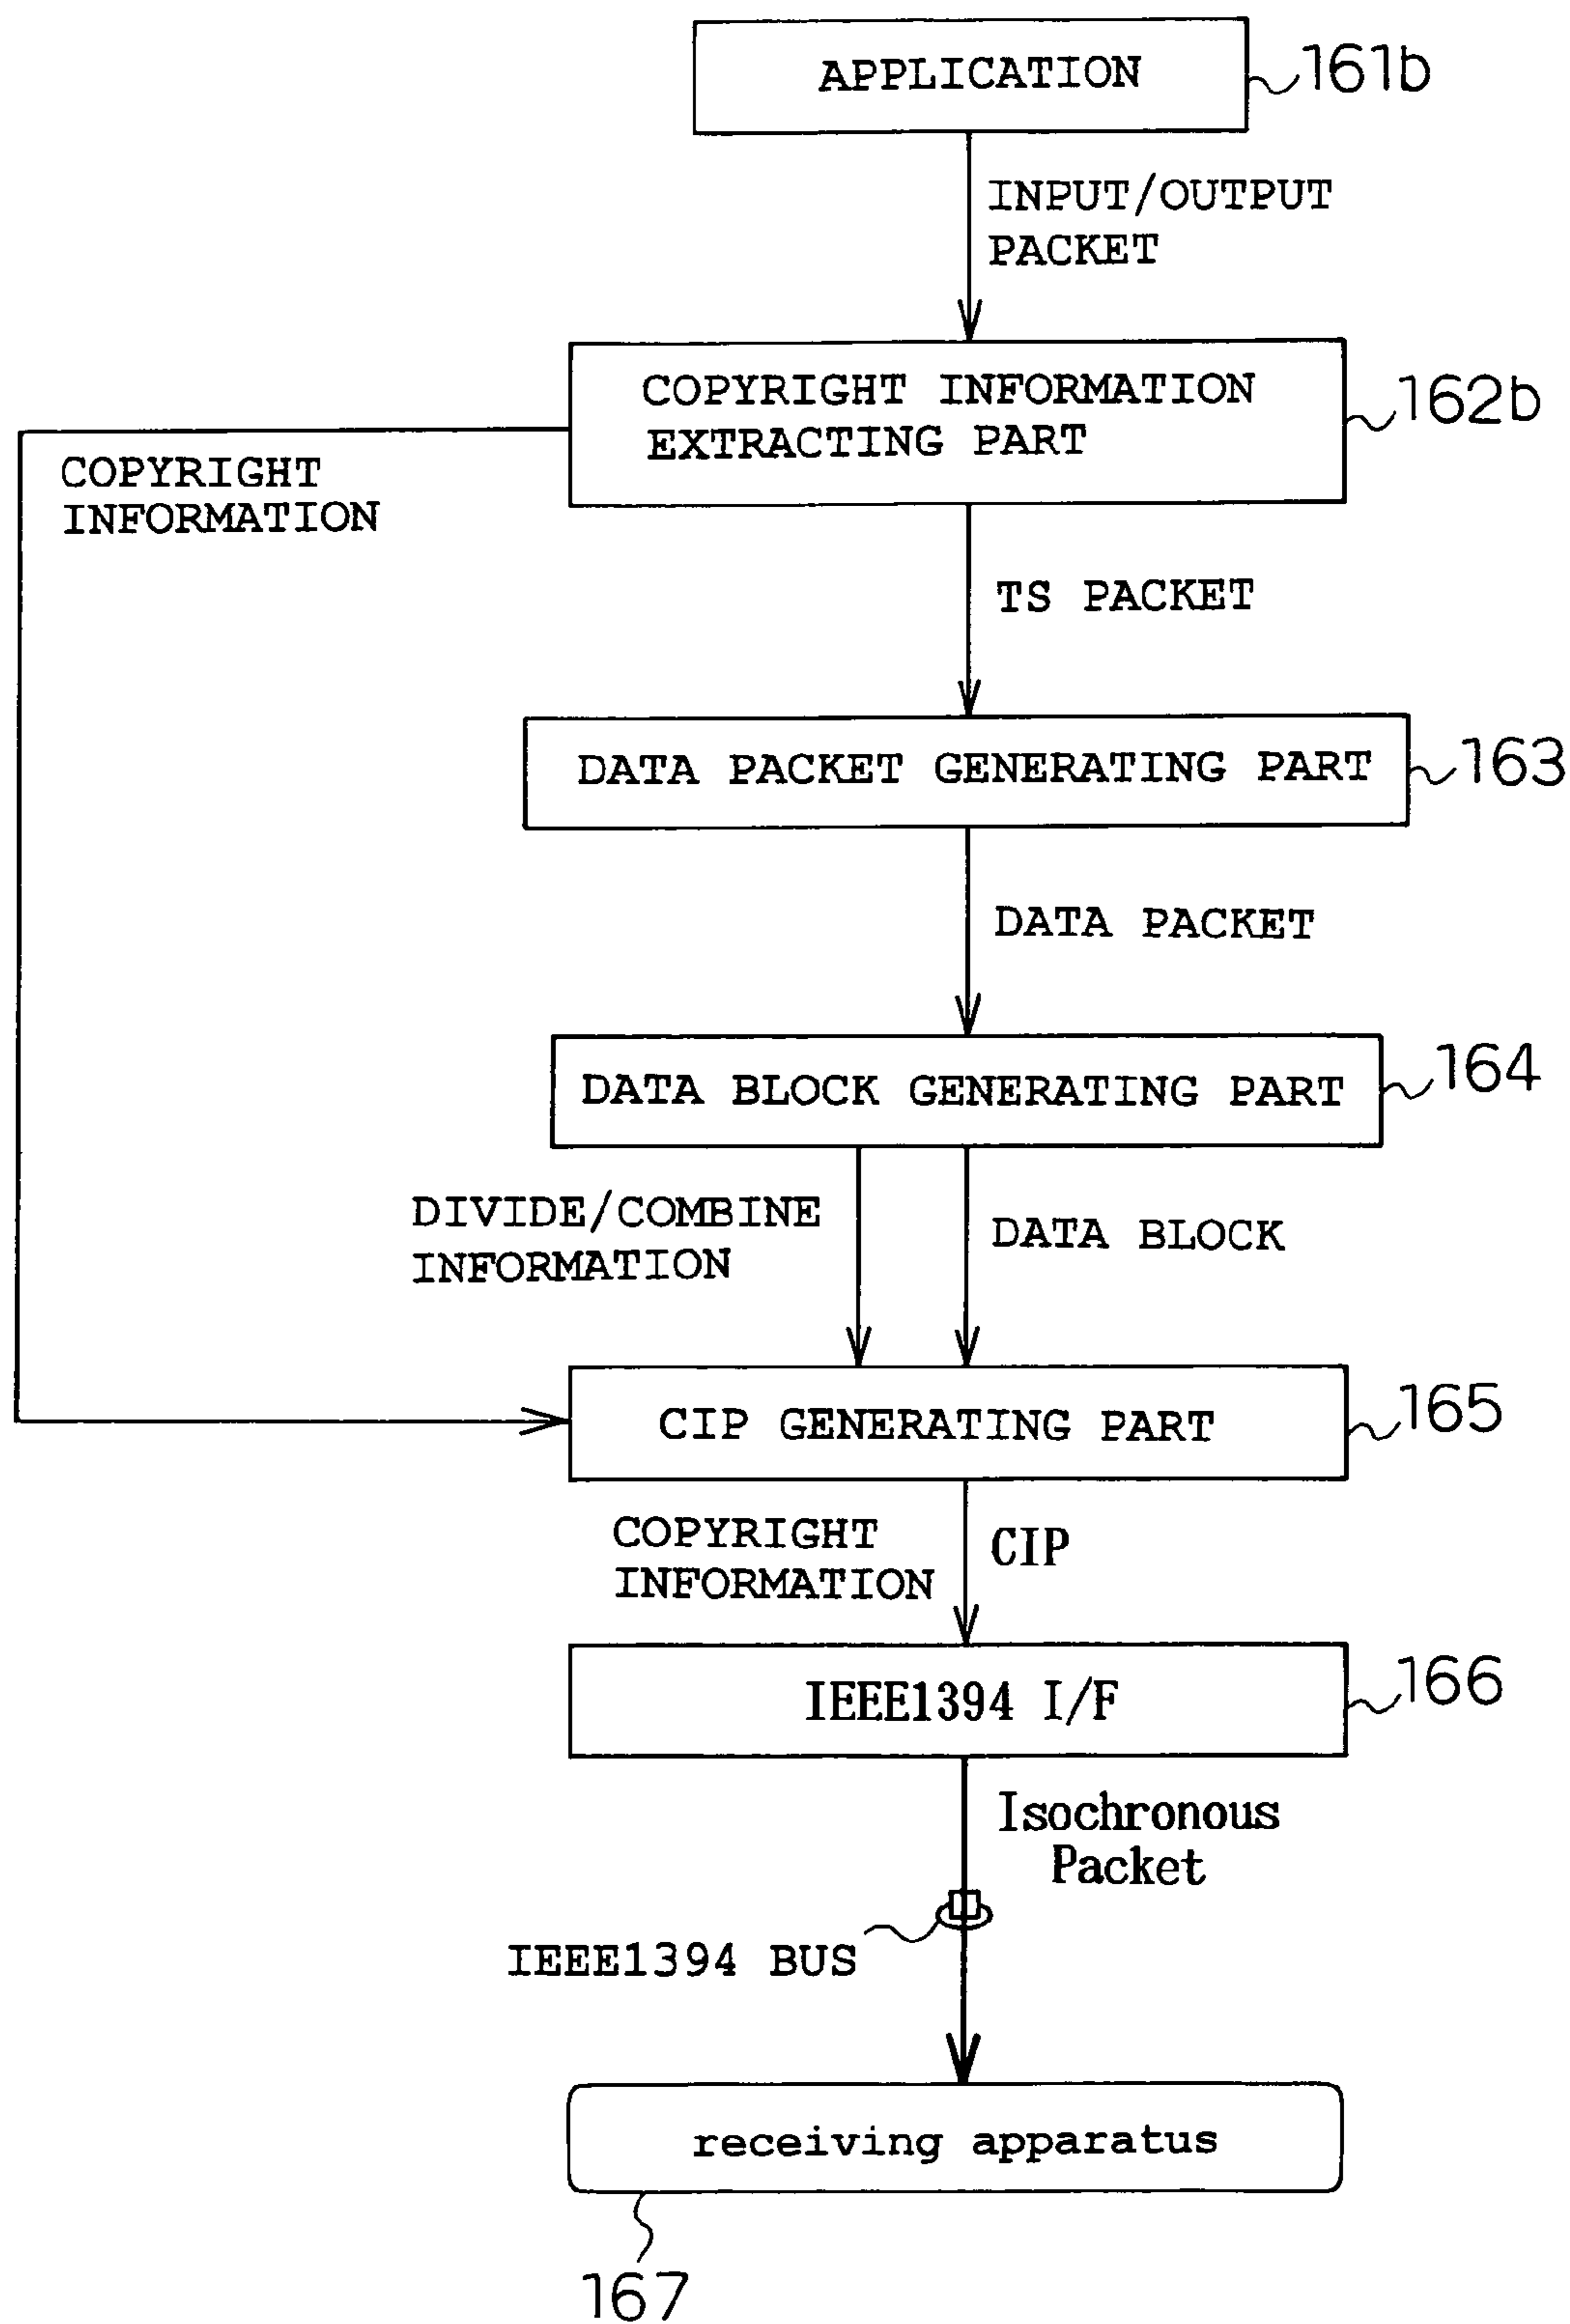 APPLICATION
161b
INPUT/OUTPUT
PACKET
COPYRIGHT INFORMATION
EXTRACTING PART
162b
COPYRIGHT
INFORMATION
TS PACKET
DATA PACKET GENERATING PART
163
DATA PACKET
DATA BLOCK GENERATING PART
164
DIVIDE/COMBINE
INFORMATION
DATA BLOCK
CIP GENERATING PART
165
COPYRIGHT
INFORMATION
CIP
IEEE1394 I/F
166
Isochronous
Packet
IEEE1394 BUS
receiving apparatus
167